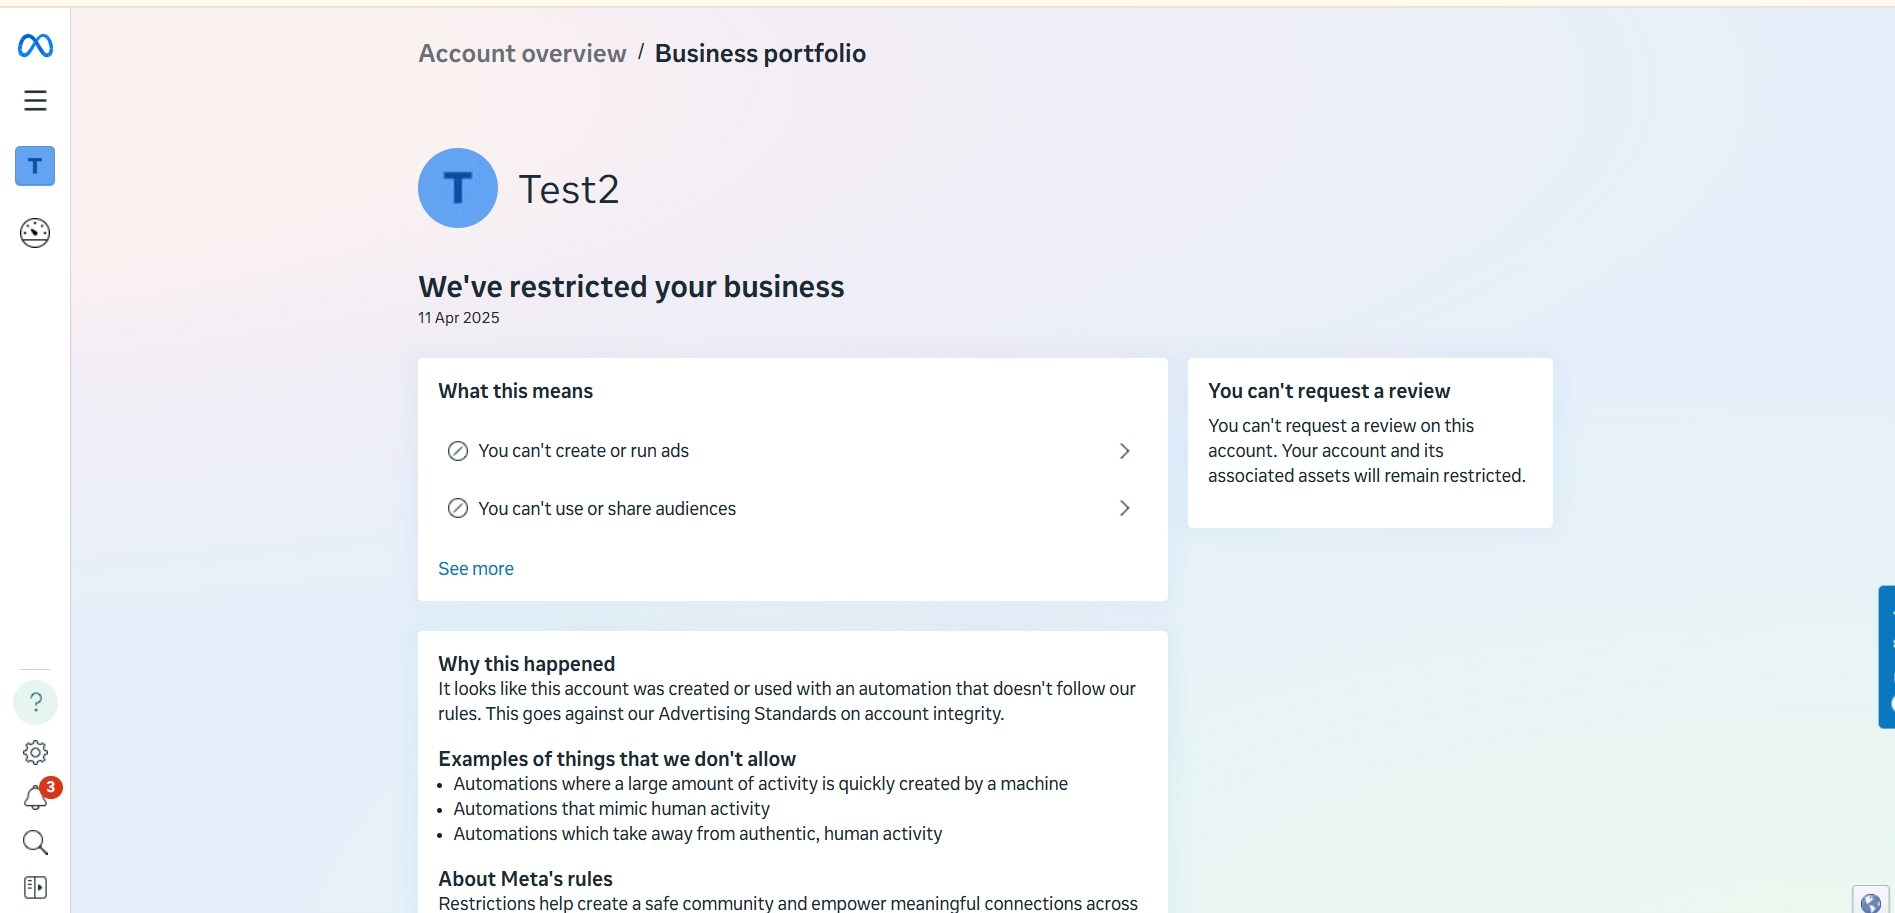 Account overview / Business portfolio
T
T
Test2
We've restricted your business
11 Apr 2025
What this means
You can't create or run ads
You can't use or share audiences
See more
You can't request a review
You can't request a review on this
account. Your account and its
associated assets will remain restricted.
Why this happened
It looks like this account was created or used with an automation that doesn't follow our
rules. This goes against our Advertising Standards on account integrity.
Examples of things that we don't allow
• Automations where a large amount of activity is quickly created by a machine
• Automations that mimic human activity
• Automations which take away from authentic, human activity
About Meta's rules
Restrictions help create a safe community and empower meaningful connections across
?
3